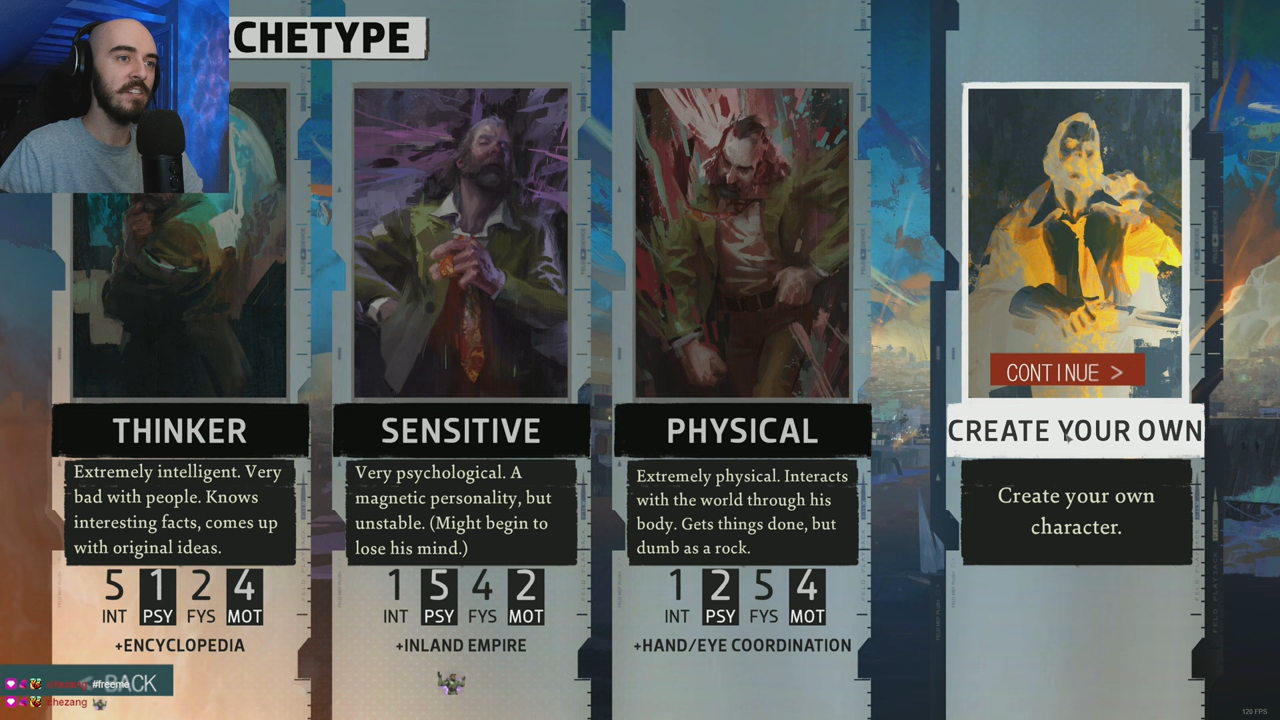 RCHETYPE
CONTINUE >
THINKER
SENSITIVE
PHYSICAL
CREATE YOUR OWN
Extremely intelligent. Very
bad with people. Knows
interesting facts, comes up
with original ideas.
Very psychological. A
magnetic personality, but
unstable. (Might begin to
lose his mind.)
Extremely physical. Interacts
with the world through his
body. Gets things done, but
dumb as a rock.
Create your own
character.
5 1 2 4
INT PSY FYS MOT
1 5 4 2
INT PSY FYS MOT
1 2 5 4
INT PSY FYS MOT
+ENCYCLOPEDIA
+INLAND EMPIRE
+HAND/EYE COORDINATION
< BACK
#freeme
120 FPS